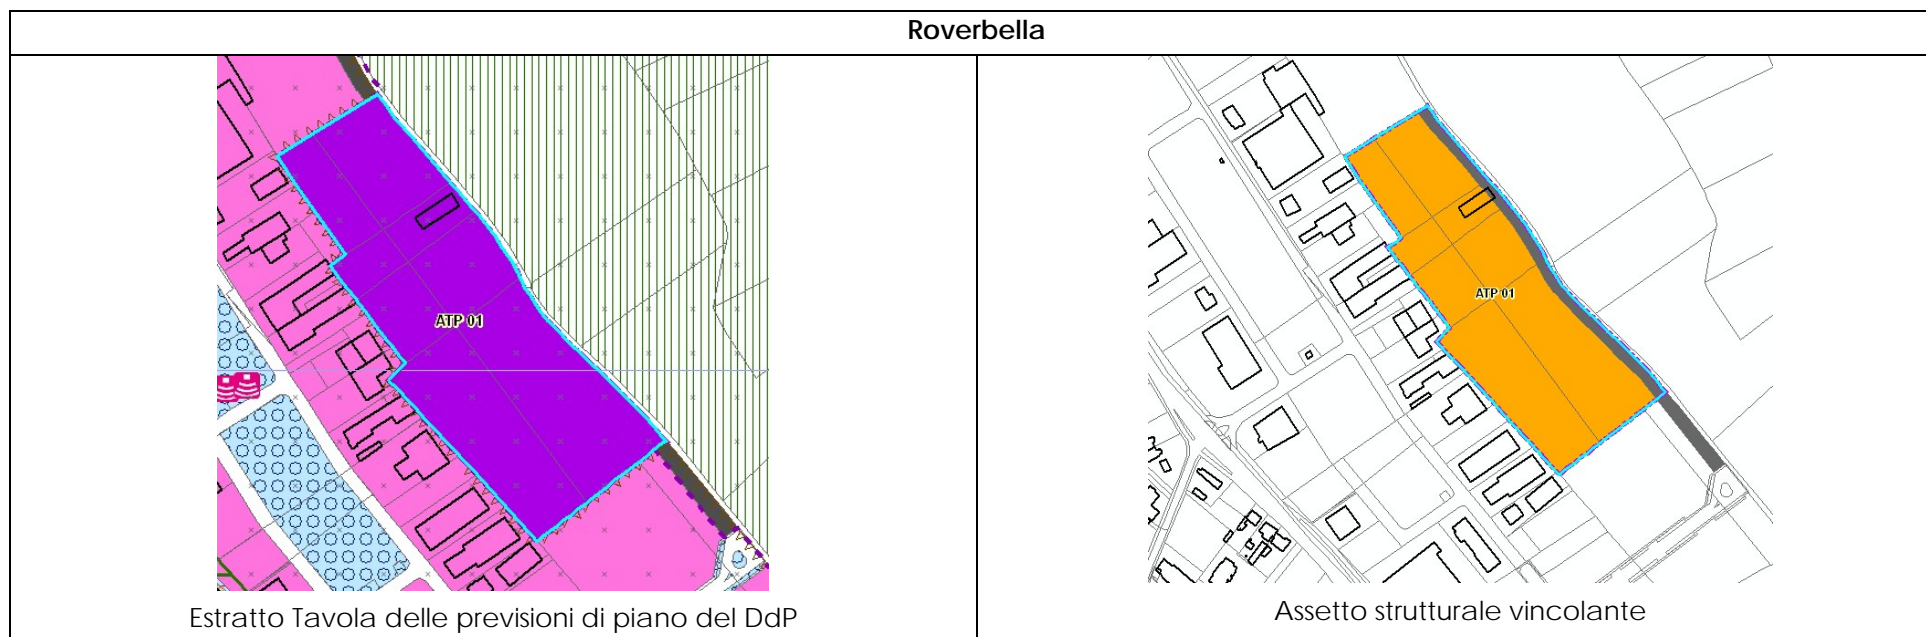 Roverbella
ATP 01
ATP 01
Estratto Tavola delle previsioni di piano del DdP
Assetto strutturale vincolante